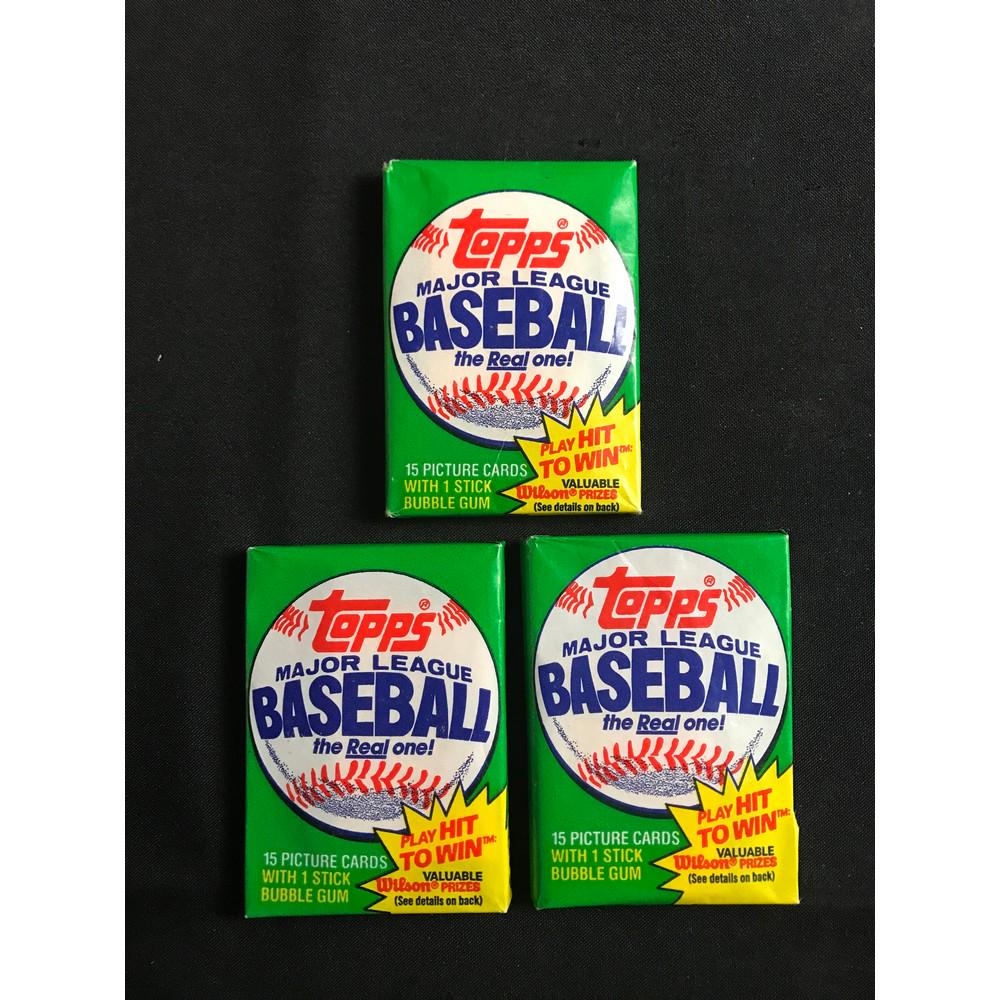 Topps®
MAJOR LEAGUE
BASEBALL
the Real one!
PLAY HIT
TO WIN™:
15 PICTURE CARDS
WITH 1 STICK
BUBBLE GUM
VALUABLE
Wilson® PRIZES
(See details on back)
Topps®
MAJOR LEAGUE
BASEBALL
the Real one!
PLAY HIT
TO WIN™:
15 PICTURE CARDS
WITH 1 STICK
BUBBLE GUM
VALUABLE
Wilson® PRIZES
(See details on back)
Topps®
MAJOR LEAGUE
BASEBALL
the Real one!
PLAY HIT
TO WIN™:
15 PICTURE CARDS
WITH 1 STICK
BUBBLE GUM
VALUABLE
Wilson® PRIZES
(See details on back)